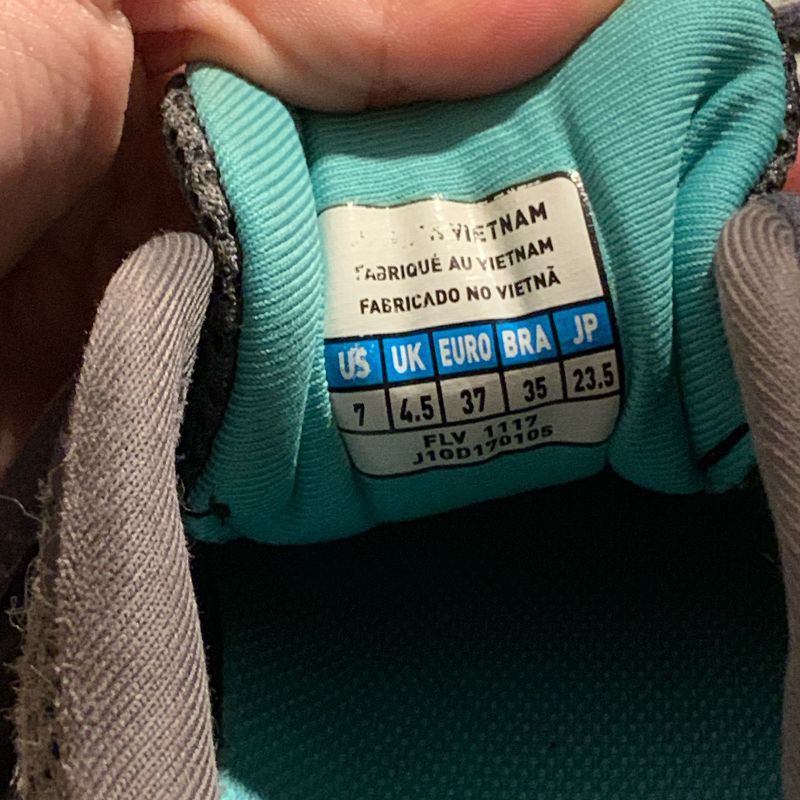 VIETNAM
FABRIQUÉ AU VIETNAM
FABRICADO NO VIETNÃ
US UK EURO BRA JP
7 4.5 37 35 23.5
FLV 1117
J10D170105